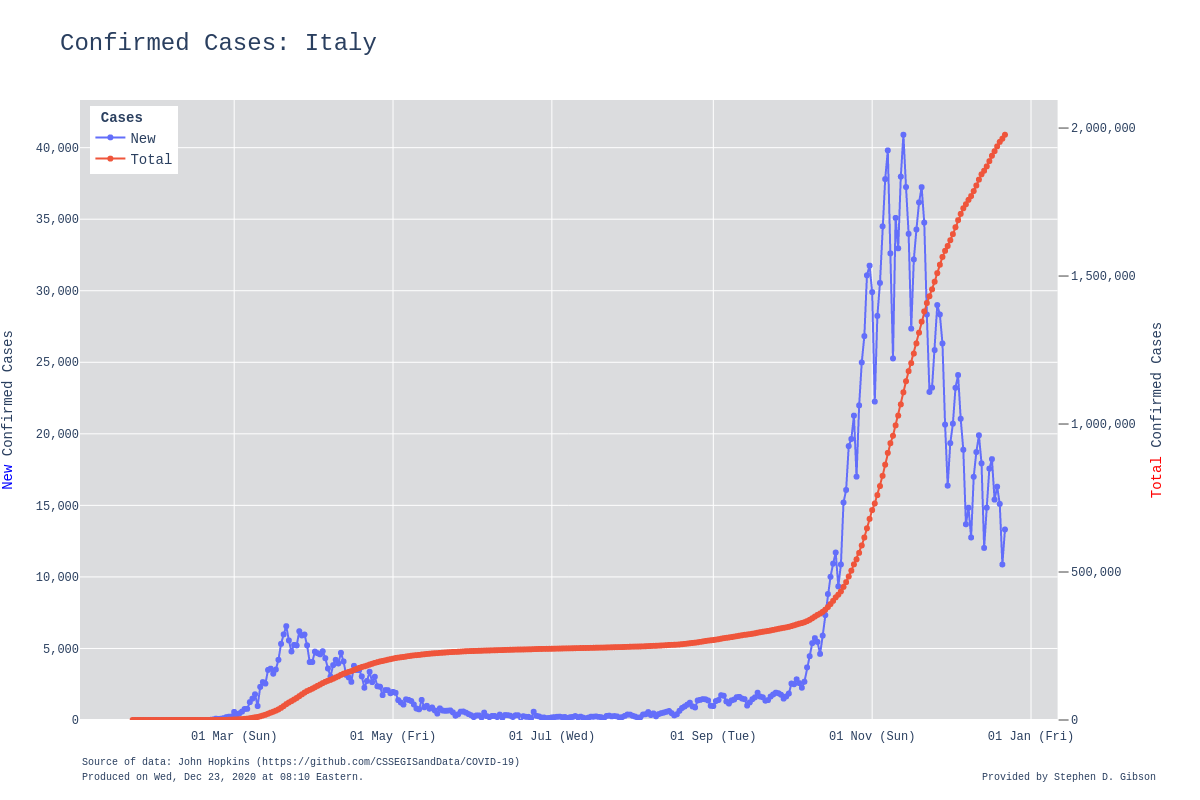 Confirmed Cases: Italy
Cases
New
Total
40,000
35,000
30,000
25,000
20,000
15,000
10,000
5,000
0
New Confirmed Cases
2,000,000
1,500,000
1,000,000
500,000
0
Total Confirmed Cases
01 Mar (Sun)
01 May (Fri)
01 Jul (Wed)
01 Sep (Tue)
01 Nov (Sun)
01 Jan (Fri)
Source of data: John Hopkins (https://github.com/CSSEGISandData/COVID-19)
Produced on Wed, Dec 23, 2020 at 08:10 Eastern.
Provided by Stephen D. Gibson